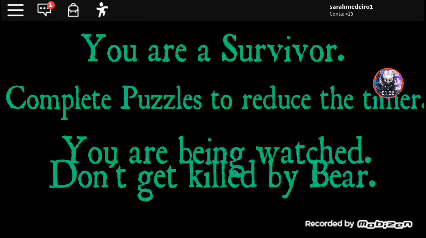 sarahmedeiro1
You are a Survivor.
Complete Puzzles to reduce the timer.
You are being watched.
Don't get killed by Bear.
Recorded by Mobizen